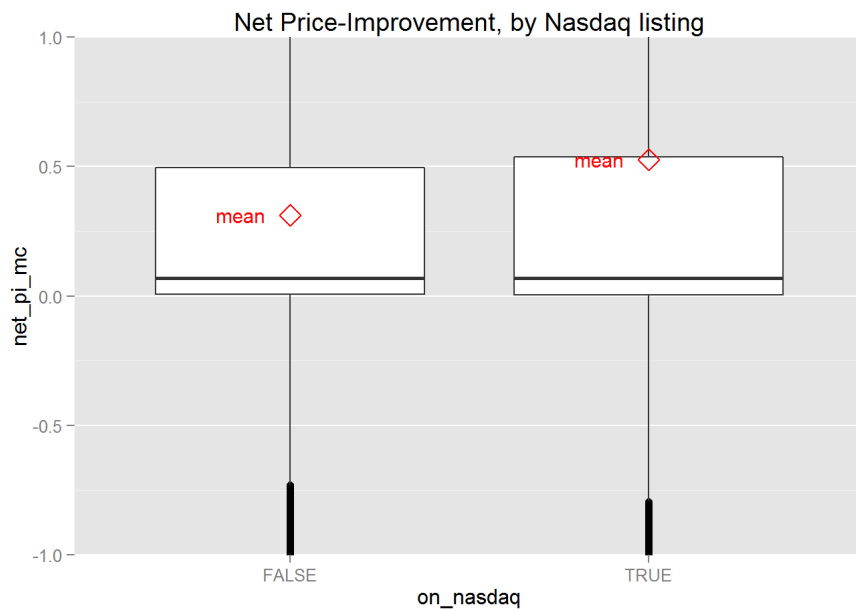 Net Price-Improvement, by Nasdaq listing
net_pi_mc
1.0
0.5
0.0
-0.5
-1.0
mean
mean
FALSE
TRUE
on_nasdaq